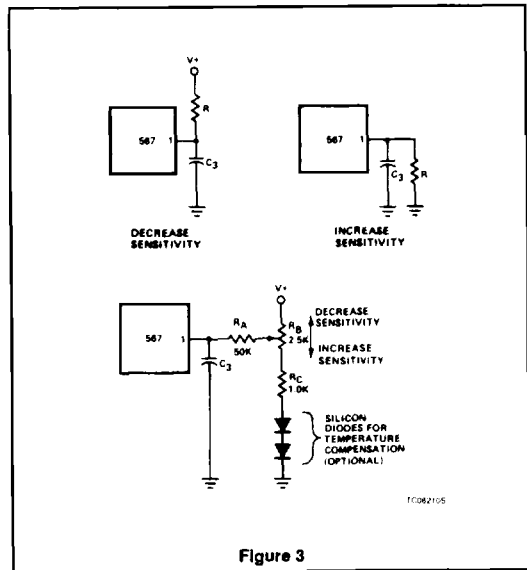 V+
R
567
1
C3
DECREASE
SENSITIVITY
567
1
C3
R
INCREASE
SENSITIVITY
V+
567
1
RA
50K
C3
RB
2.5K
DECREASE
SENSITIVITY
INCREASE
SENSITIVITY
RC
1.0K
SILICON
DIODES FOR
TEMPERATURE
COMPENSATION
(OPTIONAL)
TC06210S
Figure 3